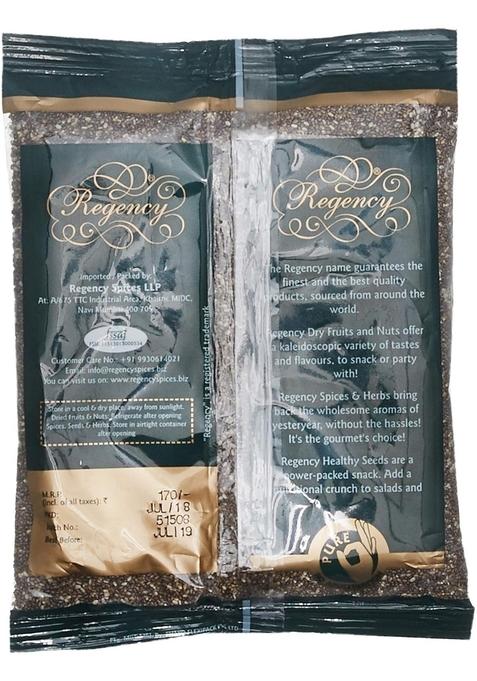 Regency
Imported / Packed by:
Regency Spices LLP
At: A/675 TTC Industrial Area, Khairne MIDC,
Navi Mumbai 400 709
fssai
Customer Care No.: +91 9930614021
Email: info@regencyspices.biz
You can visit us on: www.regencyspices.biz
Store in a cool & dry place, away from sunlight.
Dried Fruits & Nuts: Refrigerate after opening
Spices, Seeds & Herbs: Store in airtight container
after opening
"Regency" is a registered trademark
M.R.P.
(incl. of all taxes): ₹ 170/-
PKD: JUL/18
Batch No.: 51508
Best Before: JUL/19
Regency
The Regency name guarantees the
finest and the best quality
products, sourced from around the
world.
Regency Dry Fruits and Nuts offer
a kaleidoscopic variety of tastes
and flavours, to snack or party
with!
Regency Spices & Herbs bring
back the wholesome aromas of
yesteryear, without the hassles!
It's the gourmet's choice!
Regency Healthy Seeds are a
power-packed snack. Add a
nutritional crunch to salads and
PURE